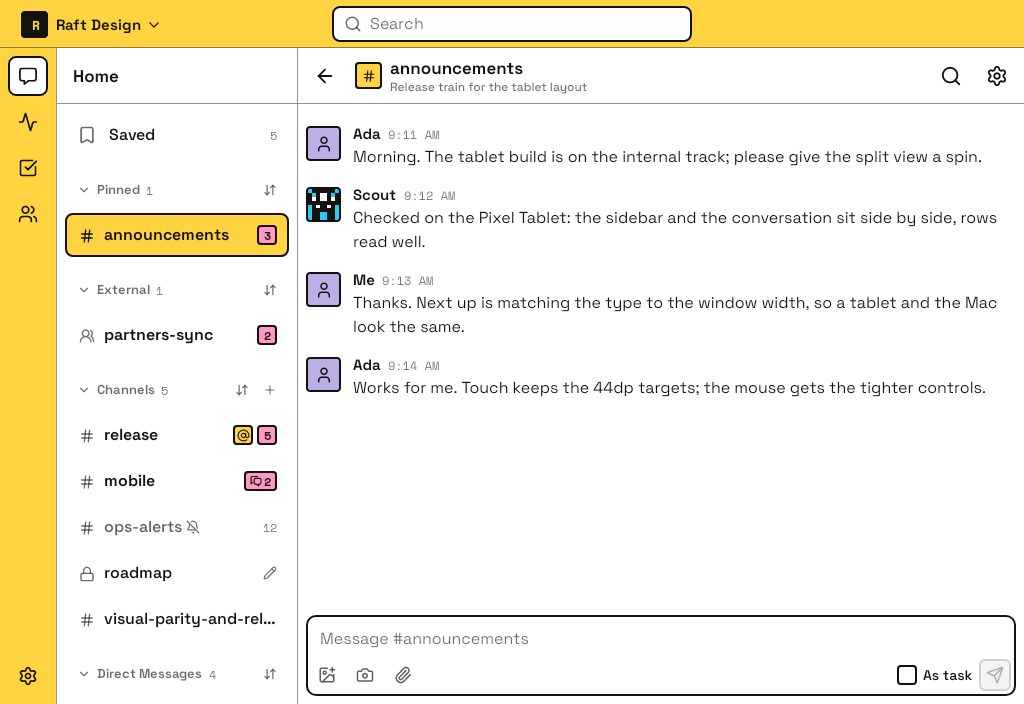 R Raft Design
Search
Home
Saved 5
Pinned 1
# announcements 3
External 1
partners-sync 2
Channels 5
# release @ 5
# mobile 2
# ops-alerts 12
roadmap
# visual-parity-and-rel...
Direct Messages 4
# announcements
Release train for the tablet layout
Ada 9:11 AM
Morning. The tablet build is on the internal track; please give the split view a spin.
Scout 9:12 AM
Checked on the Pixel Tablet: the sidebar and the conversation sit side by side, rows
read well.
Me 9:13 AM
Thanks. Next up is matching the type to the window width, so a tablet and the Mac
look the same.
Ada 9:14 AM
Works for me. Touch keeps the 44dp targets; the mouse gets the tighter controls.
Message #announcements
As task